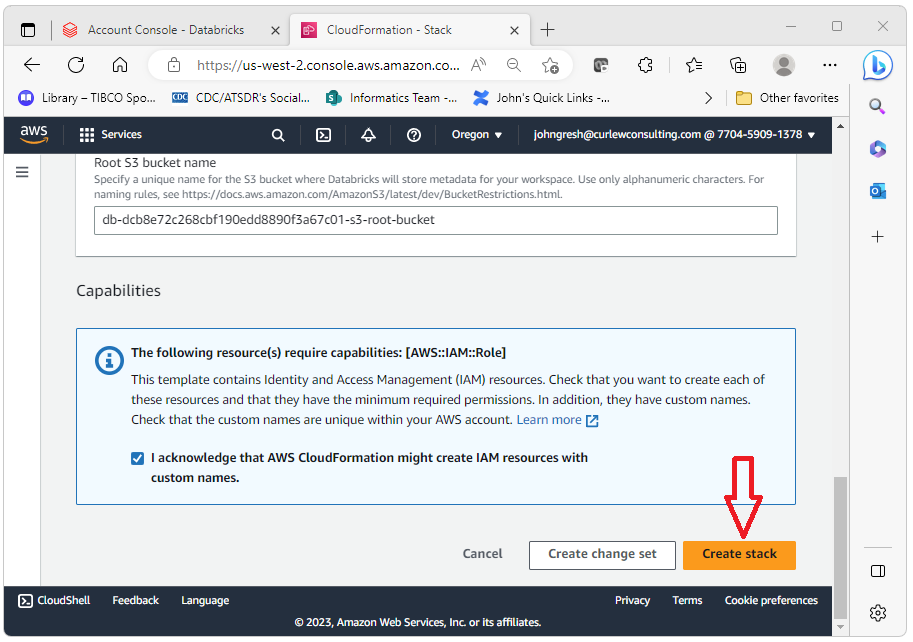 Account Console - Databricks
CloudFormation - Stack
https://us-west-2.console.aws.amazon.co...
Library – TIBCO Spo...
CDC CDC/ATSDR's Social...
S Informatics Team -...
John's Quick Links -...
Other favorites
aws
Services
Oregon
johngresh@curlewconsulting.com @ 7704-5909-1378
Root S3 bucket name
Specify a unique name for the S3 bucket where Databricks will store metadata for your workspace. Use only alphanumeric characters. For
naming rules, see https://docs.aws.amazon.com/AmazonS3/latest/dev/BucketRestrictions.html.
db-dcb8e72c268cbf190edd8890f3a67c01-s3-root-bucket
Capabilities
The following resource(s) require capabilities: [AWS::IAM::Role]
This template contains Identity and Access Management (IAM) resources. Check that you want to create each of
these resources and that they have the minimum required permissions. In addition, they have custom names.
Check that the custom names are unique within your AWS account. Learn more
I acknowledge that AWS CloudFormation might create IAM resources with
custom names.
Cancel
Create change set
Create stack
CloudShell
Feedback
Language
Privacy
Terms
Cookie preferences
© 2023, Amazon Web Services, Inc. or its affiliates.